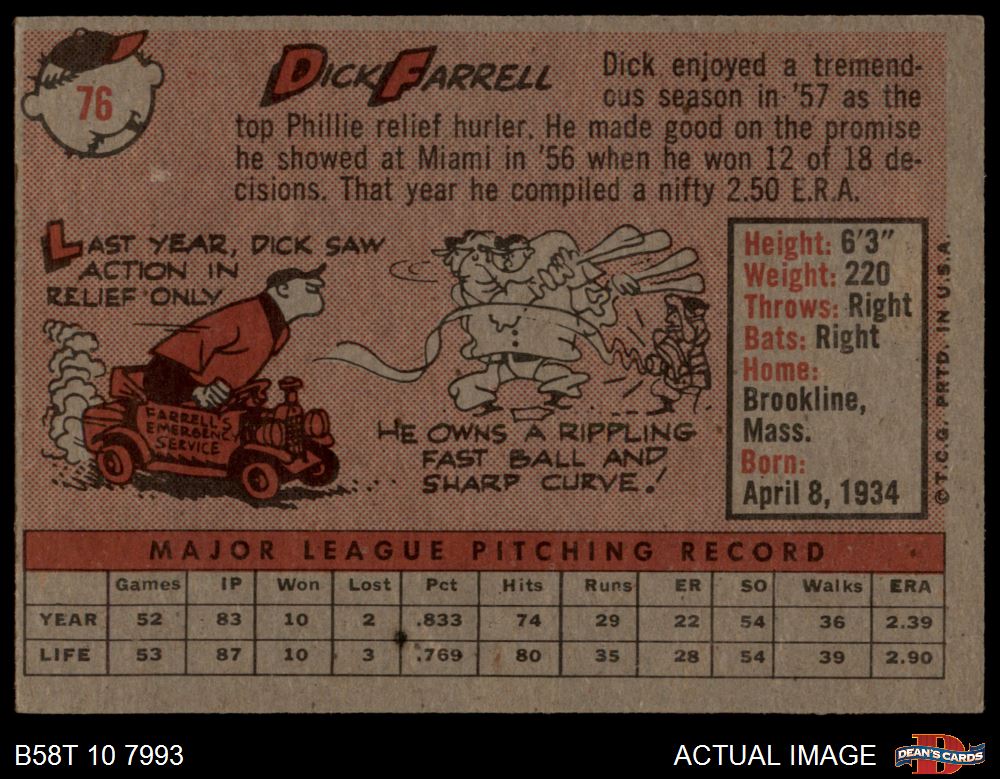 76
DICK FARRELL
Dick enjoyed a tremend-
ous season in '57 as the
top Phillie relief hurler. He made good on the promise
he showed at Miami in '56 when he won 12 of 18 de-
cisions. That year he compiled a nifty 2.50 E.R.A.
LAST YEAR, DICK SAW
ACTION IN
RELIEF ONLY
FARRELL'S
EMERGENCY
SERVICE
HE OWNS A RIPPLING
FAST BALL AND
SHARP CURVE!
Height: 6'3"
Weight: 220
Throws: Right
Bats: Right
Home:
Brookline,
Mass.
Born:
April 8, 1934
© T.C.G. PRTD. IN U.S.A.
MAJOR LEAGUE PITCHING RECORD
Games IP Won Lost Pct Hits Runs ER SO Walks ERA
YEAR 52 83 10 2 .833 74 29 22 54 36 2.39
LIFE 53 87 10 3 .769 80 35 28 54 39 2.90
B58T 10 7993
ACTUAL IMAGE
DEAN'S CARDS